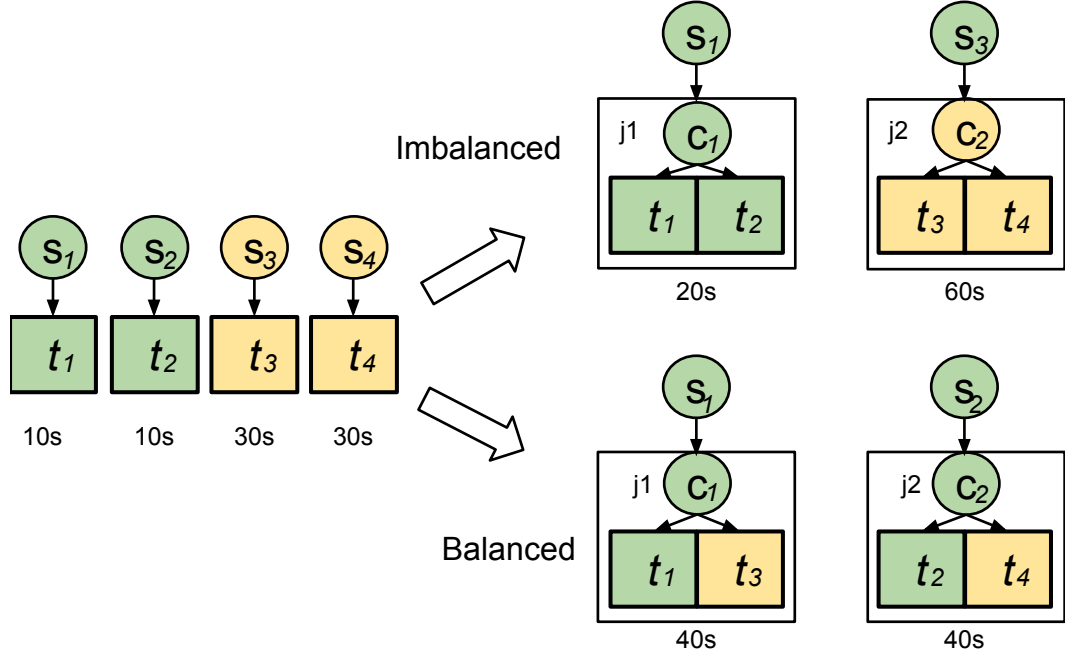 s1 s2 s3 s4
t1 t2 t3 t4
10s 10s 30s 30s
Imbalanced
s1 s3
j1 c1 j2 c2
t1 t2 t3 t4
20s 60s
Balanced
s1 s2
j1 c1 j2 c2
t1 t3 t2 t4
40s 40s